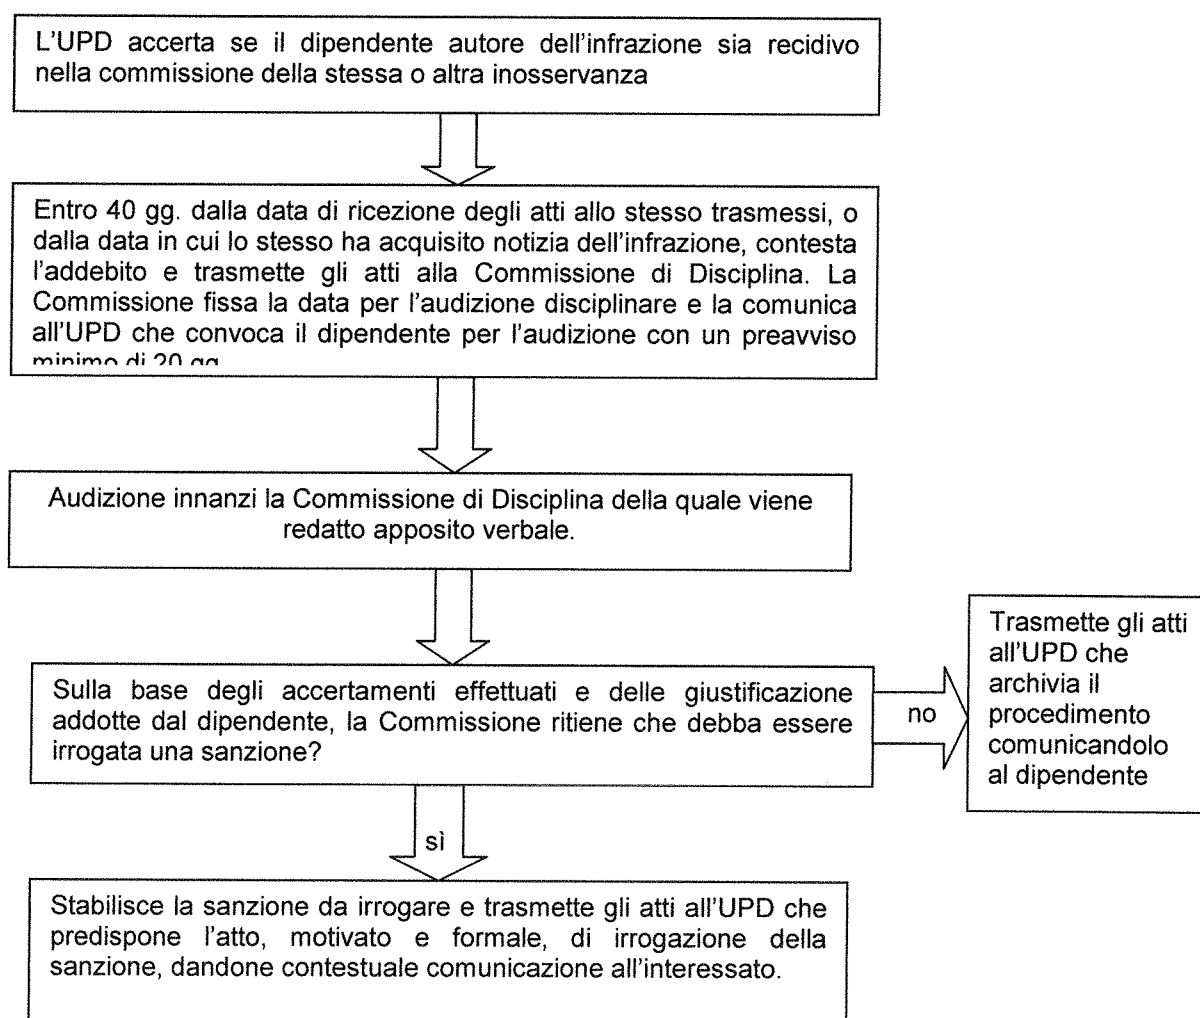 L'UPD accerta se il dipendente autore dell'infrazione sia recidivo
nella commissione della stessa o altra inosservanza
Entro 40 gg. dalla data di ricezione degli atti allo stesso trasmessi, o
dalla data in cui lo stesso ha acquisito notizia dell'infrazione, contesta
l'addebito e trasmette gli atti alla Commissione di Disciplina. La
Commissione fissa la data per l'audizione disciplinare e la comunica
all'UPD che convoca il dipendente per l'audizione con un preavviso
minimo di 20 gg
Audizione innanzi la Commissione di Disciplina della quale viene
redatto apposito verbale.
Sulla base degli accertamenti effettuati e delle giustificazione
addotte dal dipendente, la Commissione ritiene che debba essere
irrogata una sanzione?
no
Trasmette gli atti
all'UPD che
archivia il
procedimento
comunicandolo
al dipendente
sì
Stabilisce la sanzione da irrogare e trasmette gli atti all'UPD che
predispone l'atto, motivato e formale, di irrogazione della
sanzione, dandone contestuale comunicazione all'interessato.